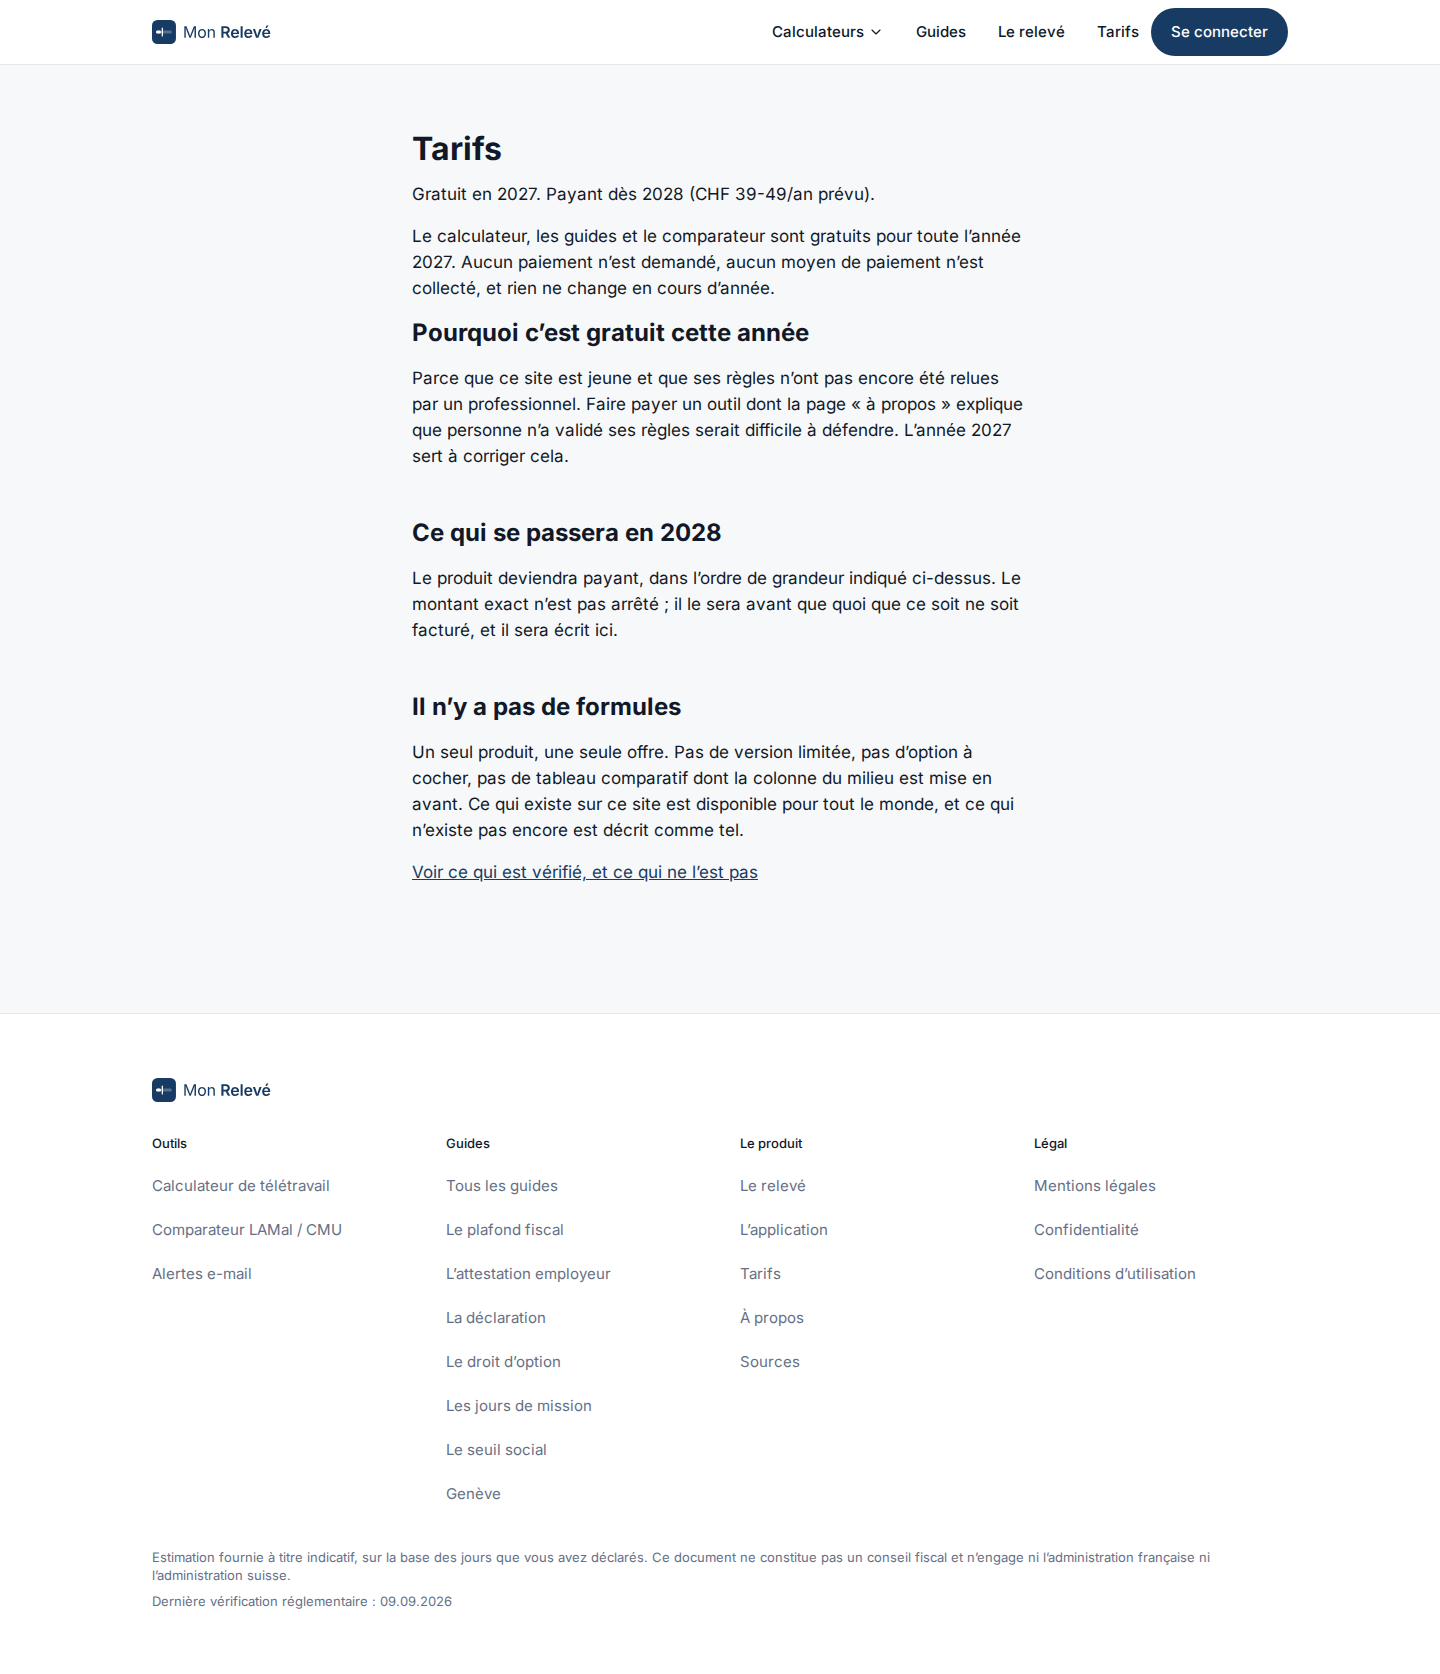 Mon Relevé
Calculateurs
Guides
Le relevé
Tarifs
Se connecter
Tarifs
Gratuit en 2027. Payant dès 2028 (CHF 39-49/an prévu).
Le calculateur, les guides et le comparateur sont gratuits pour toute l’année
2027. Aucun paiement n’est demandé, aucun moyen de paiement n’est
collecté, et rien ne change en cours d’année.
Pourquoi c’est gratuit cette année
Parce que ce site est jeune et que ses règles n’ont pas encore été relues
par un professionnel. Faire payer un outil dont la page « à propos » explique
que personne n’a validé ses règles serait difficile à défendre. L’année 2027
sert à corriger cela.
Ce qui se passera en 2028
Le produit deviendra payant, dans l’ordre de grandeur indiqué ci-dessus. Le
montant exact n’est pas arrêté ; il le sera avant que quoi que ce soit ne soit
facturé, et il sera écrit ici.
Il n’y a pas de formules
Un seul produit, une seule offre. Pas de version limitée, pas d’option à
cocher, pas de tableau comparatif dont la colonne du milieu est mise en
avant. Ce qui existe sur ce site est disponible pour tout le monde, et ce qui
n’existe pas encore est décrit comme tel.
Voir ce qui est vérifié, et ce qui ne l’est pas
Mon Relevé
Outils
Calculateur de télétravail
Comparateur LAMal / CMU
Alertes e-mail
Guides
Tous les guides
Le plafond fiscal
L’attestation employeur
La déclaration
Le droit d’option
Les jours de mission
Le seuil social
Genève
Le produit
Le relevé
L’application
Tarifs
À propos
Sources
Légal
Mentions légales
Confidentialité
Conditions d’utilisation
Estimation fournie à titre indicatif, sur la base des jours que vous avez déclarés. Ce document ne constitue pas un conseil fiscal et n’engage ni l’administration française ni
l’administration suisse.
Dernière vérification réglementaire : 09.09.2026